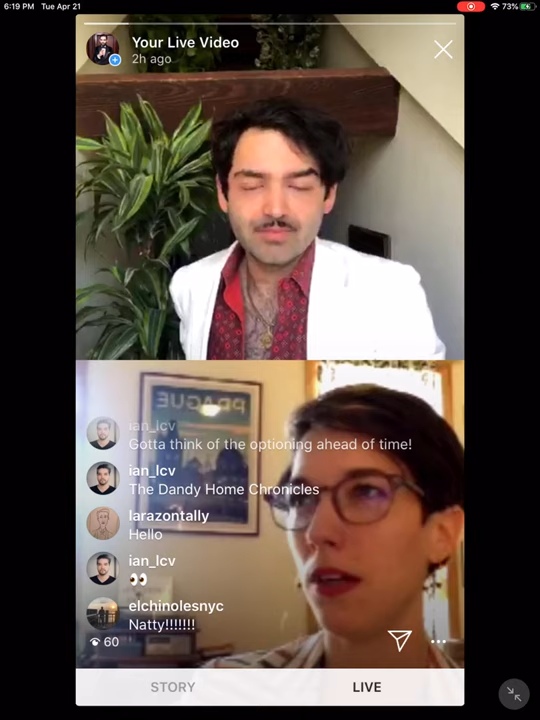 6:19 PM Tue Apr 21
73%
Your Live Video
2h ago
PRAGUE
ian_lcv
Gotta think of the optioning ahead of time!
ian_lcv
The Dandy Home Chronicles
larazontally
Hello
ian_lcv
👀
elchinolesnyc
Natty!!!!!!!
60
STORY
LIVE